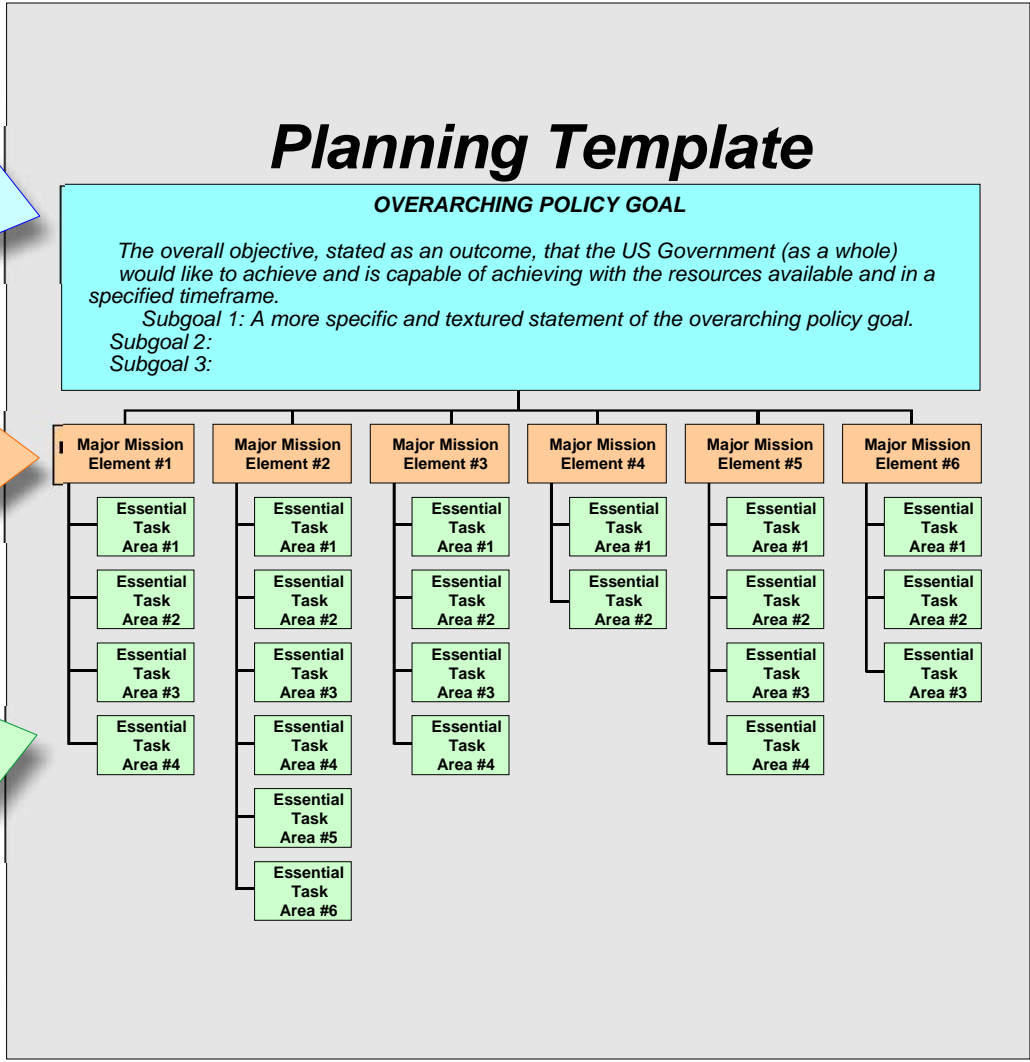 Planning Template
OVERARCHING POLICY GOAL
The overall objective, stated as an outcome, that the US Government (as a whole)
would like to achieve and is capable of achieving with the resources available and in a
specified timeframe.
Subgoal 1: A more specific and textured statement of the overarching policy goal.
Subgoal 2:
Subgoal 3:
Major Mission
Element #1
Essential
Task
Area #1
Essential
Task
Area #2
Essential
Task
Area #3
Essential
Task
Area #4
Major Mission
Element #2
Essential
Task
Area #1
Essential
Task
Area #2
Essential
Task
Area #3
Essential
Task
Area #4
Essential
Task
Area #5
Essential
Task
Area #6
Major Mission
Element #3
Essential
Task
Area #1
Essential
Task
Area #2
Essential
Task
Area #3
Essential
Task
Area #4
Major Mission
Element #4
Essential
Task
Area #1
Essential
Task
Area #2
Major Mission
Element #5
Essential
Task
Area #1
Essential
Task
Area #2
Essential
Task
Area #3
Essential
Task
Area #4
Major Mission
Element #6
Essential
Task
Area #1
Essential
Task
Area #2
Essential
Task
Area #3